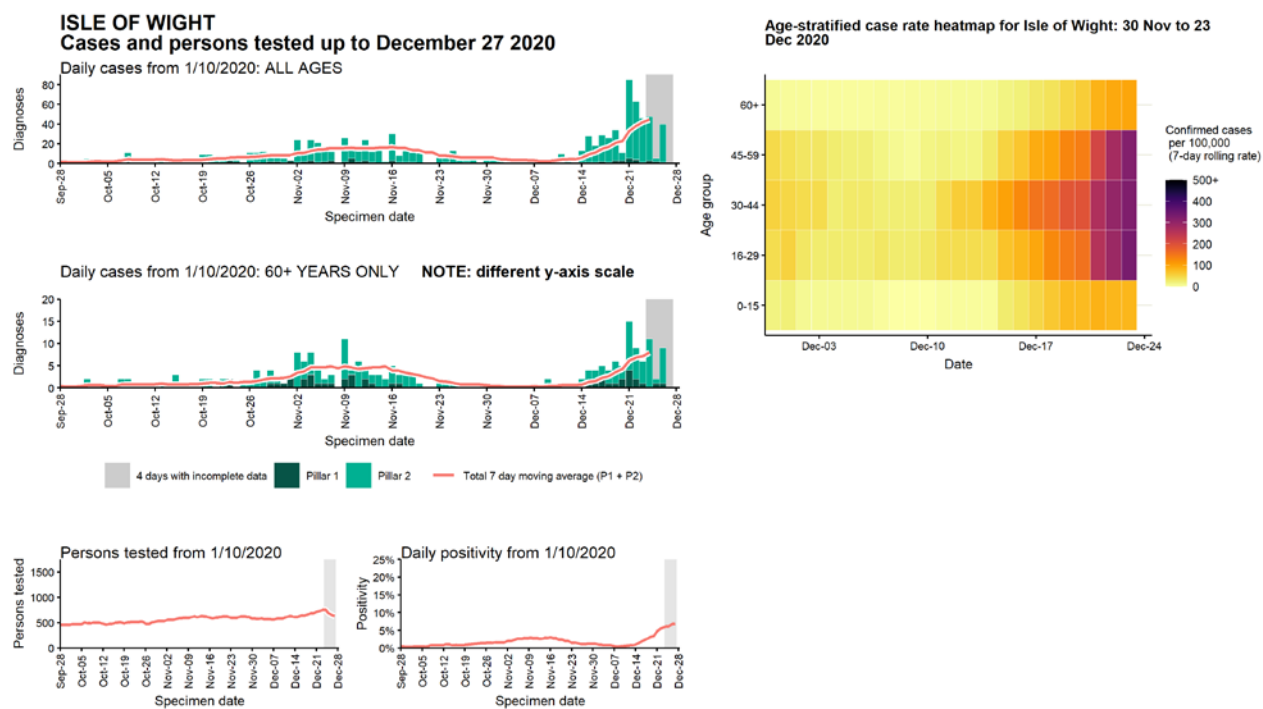 ISLE OF WIGHT
Cases and persons tested up to December 27 2020
Daily cases from 1/10/2020: ALL AGES
Diagnoses
80
60
40
20
0
Sep-28
Oct-05
Oct-12
Oct-19
Oct-26
Nov-02
Nov-09
Nov-16
Nov-23
Nov-30
Dec-07
Dec-14
Dec-21
Dec-28
Specimen date
Daily cases from 1/10/2020: 60+ YEARS ONLY NOTE: different y-axis scale
Diagnoses
20
15
10
5
0
Sep-28
Oct-05
Oct-12
Oct-19
Oct-26
Nov-02
Nov-09
Nov-16
Nov-23
Nov-30
Dec-07
Dec-14
Dec-21
Dec-28
Specimen date
4 days with incomplete data
Pillar 1
Pillar 2
Total 7 day moving average (P1 + P2)
Persons tested from 1/10/2020
Persons tested
1500
1000
500
0
Sep-28
Oct-05
Oct-12
Oct-19
Oct-26
Nov-02
Nov-09
Nov-16
Nov-23
Nov-30
Dec-07
Dec-14
Dec-21
Dec-28
Specimen date
Daily positivity from 1/10/2020
Positivity
25%
20%
15%
10%
5%
0%
Sep-28
Oct-05
Oct-12
Oct-19
Oct-26
Nov-02
Nov-09
Nov-16
Nov-23
Nov-30
Dec-07
Dec-14
Dec-21
Dec-28
Specimen date
Age-stratified case rate heatmap for Isle of Wight: 30 Nov to 23
Dec 2020
Age group
60+
45-59
30-44
16-29
0-15
Dec-03
Dec-10
Dec-17
Dec-24
Date
Confirmed cases
per 100,000
(7-day rolling rate)
500+
400
300
200
100
0